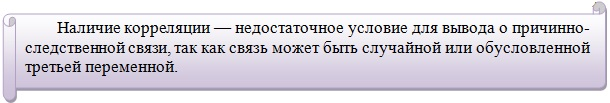 Наличие корреляции — недостаточное условие для вывода о причинно-
следственной связи, так как связь может быть случайной или обусловленной
третьей переменной.